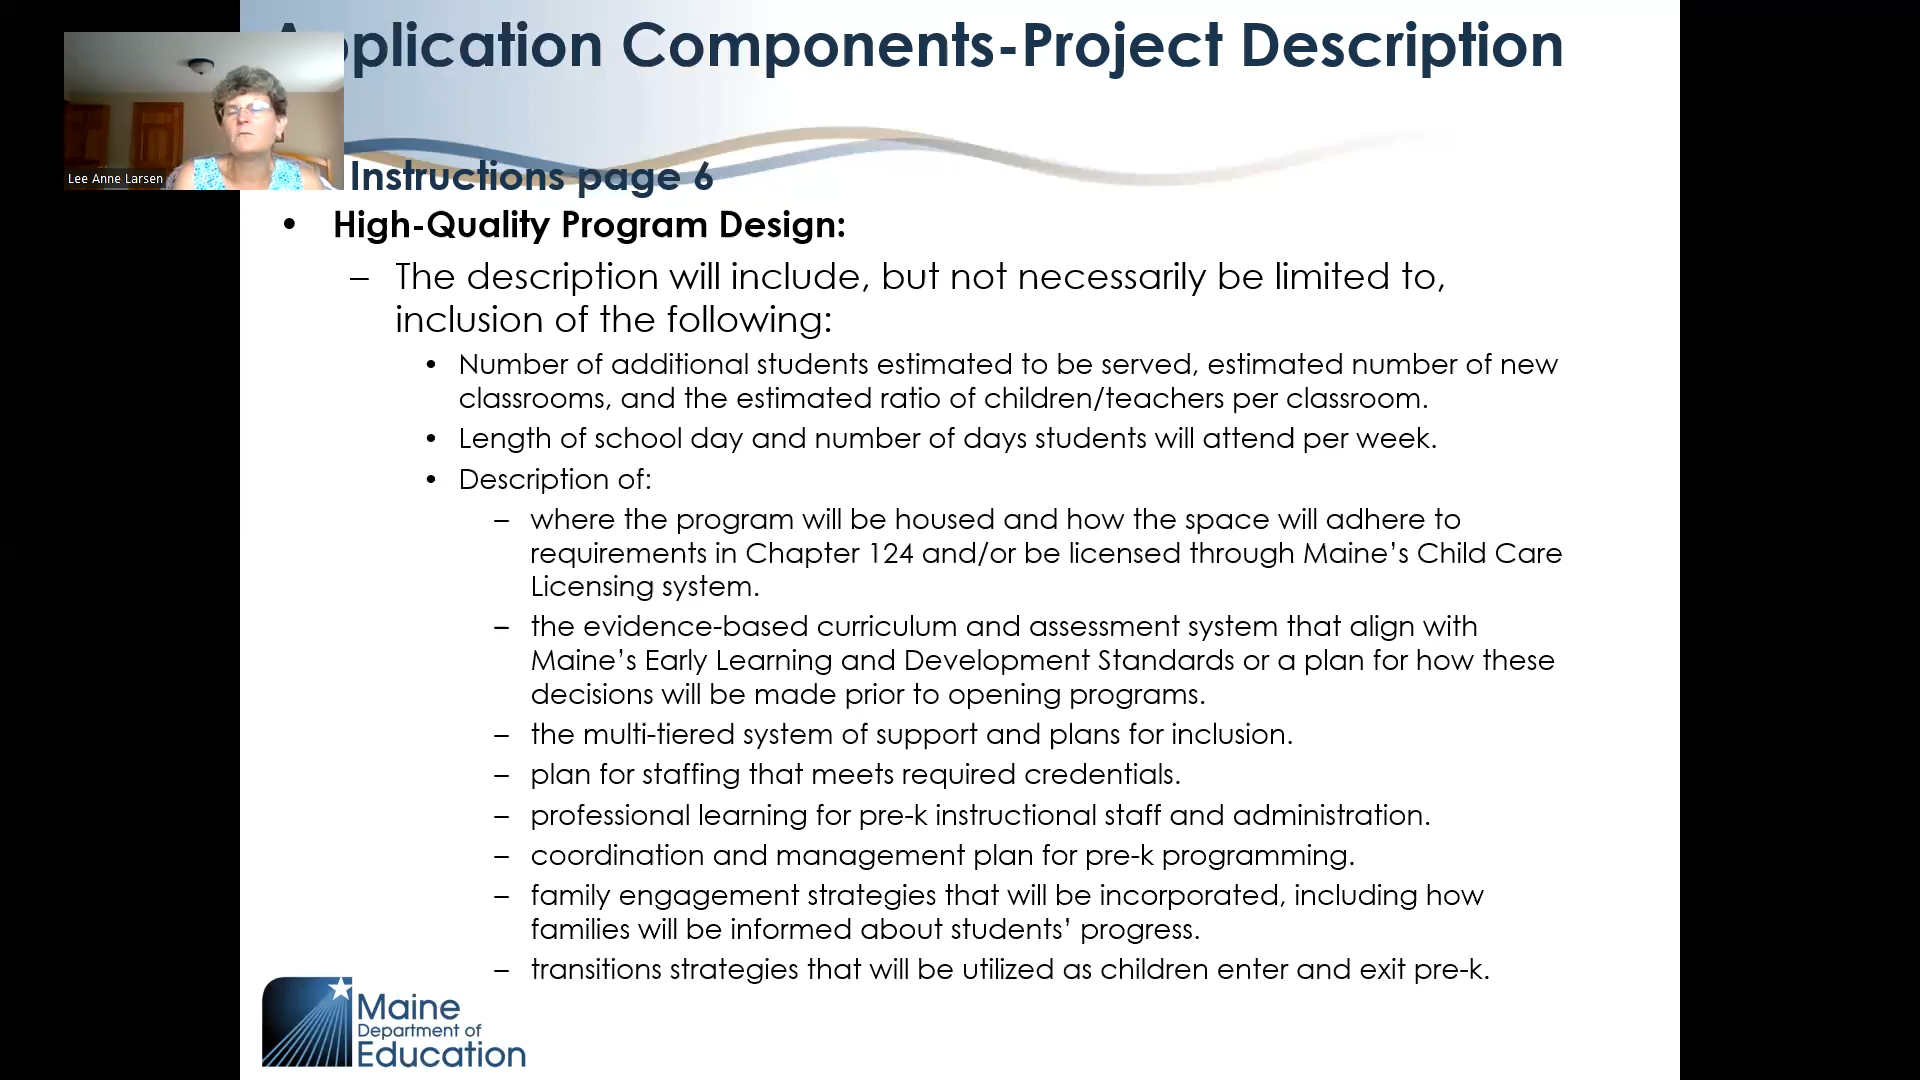 Application Components-Project Description
Lee Anne Larsen
Instructions page 6
• High-Quality Program Design:
– The description will include, but not necessarily be limited to,
inclusion of the following:
• Number of additional students estimated to be served, estimated number of new
classrooms, and the estimated ratio of children/teachers per classroom.
• Length of school day and number of days students will attend per week.
• Description of:
– where the program will be housed and how the space will adhere to
requirements in Chapter 124 and/or be licensed through Maine’s Child Care
Licensing system.
– the evidence-based curriculum and assessment system that align with
Maine’s Early Learning and Development Standards or a plan for how these
decisions will be made prior to opening programs.
– the multi-tiered system of support and plans for inclusion.
– plan for staffing that meets required credentials.
– professional learning for pre-k instructional staff and administration.
– coordination and management plan for pre-k programming.
– family engagement strategies that will be incorporated, including how
families will be informed about students’ progress.
– transitions strategies that will be utilized as children enter and exit pre-k.
Maine
Department of
Education